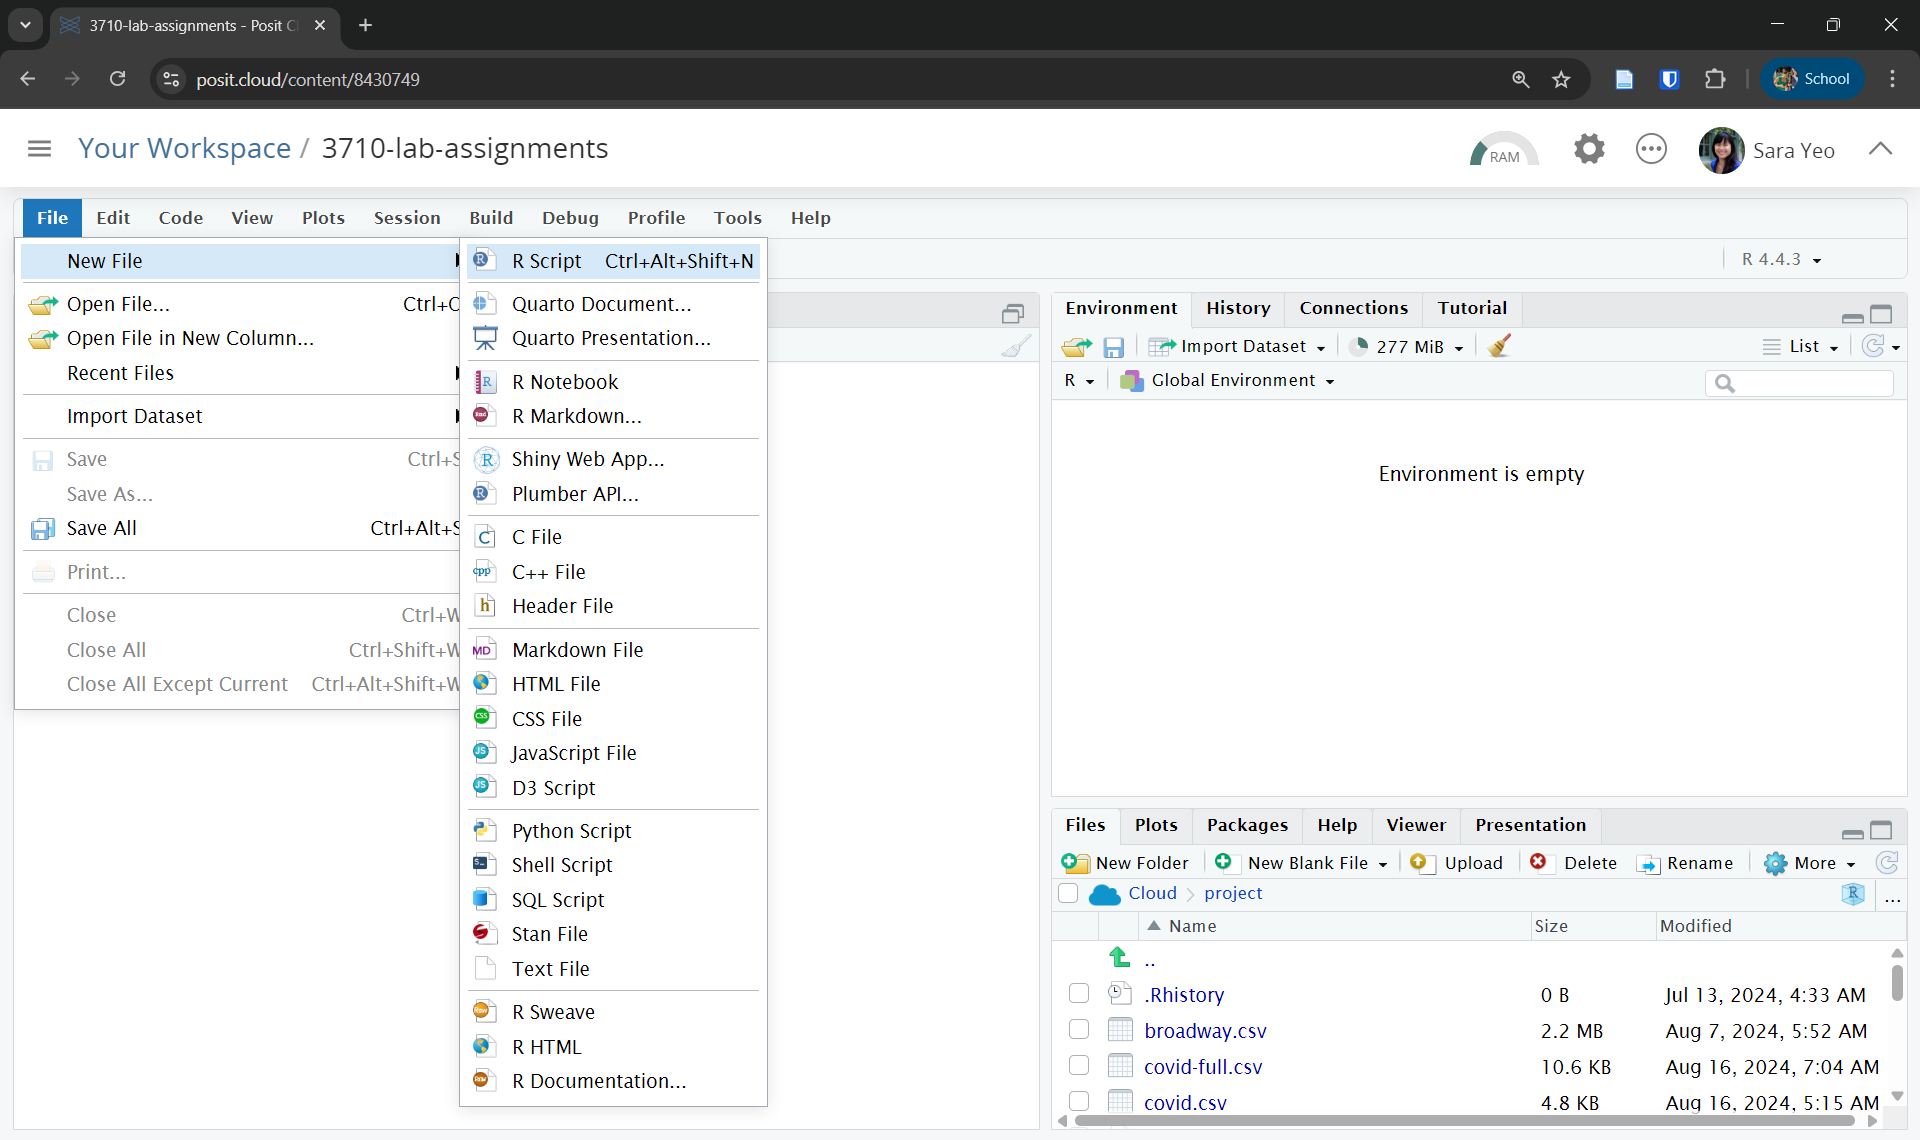 3710-lab-assignments - Posit Cl
posit.cloud/content/8430749
School
Your Workspace / 3710-lab-assignments
RAM
Sara Yeo
File Edit Code View Plots Session Build Debug Profile Tools Help
R 4.4.3
New File
Open File... Ctrl+O
Open File in New Column...
Recent Files
Import Dataset
Save Ctrl+S
Save As...
Save All Ctrl+Alt+S
Print...
Close Ctrl+W
Close All Ctrl+Shift+W
Close All Except Current Ctrl+Alt+Shift+W
R Script Ctrl+Alt+Shift+N
Quarto Document...
Quarto Presentation...
R Notebook
R Markdown...
Shiny Web App...
Plumber API...
C File
C++ File
Header File
Markdown File
HTML File
CSS File
JavaScript File
D3 Script
Python Script
Shell Script
SQL Script
Stan File
Text File
R Sweave
R HTML
R Documentation...
Environment History Connections Tutorial
Import Dataset 277 MiB List
R Global Environment
Environment is empty
Files Plots Packages Help Viewer Presentation
New Folder New Blank File Upload Delete Rename More
Cloud project ...
Name Size Modified
..
.Rhistory 0 B Jul 13, 2024, 4:33 AM
broadway.csv 2.2 MB Aug 7, 2024, 5:52 AM
covid-full.csv 10.6 KB Aug 16, 2024, 7:04 AM
covid.csv 4.8 KB Aug 16, 2024, 5:15 AM